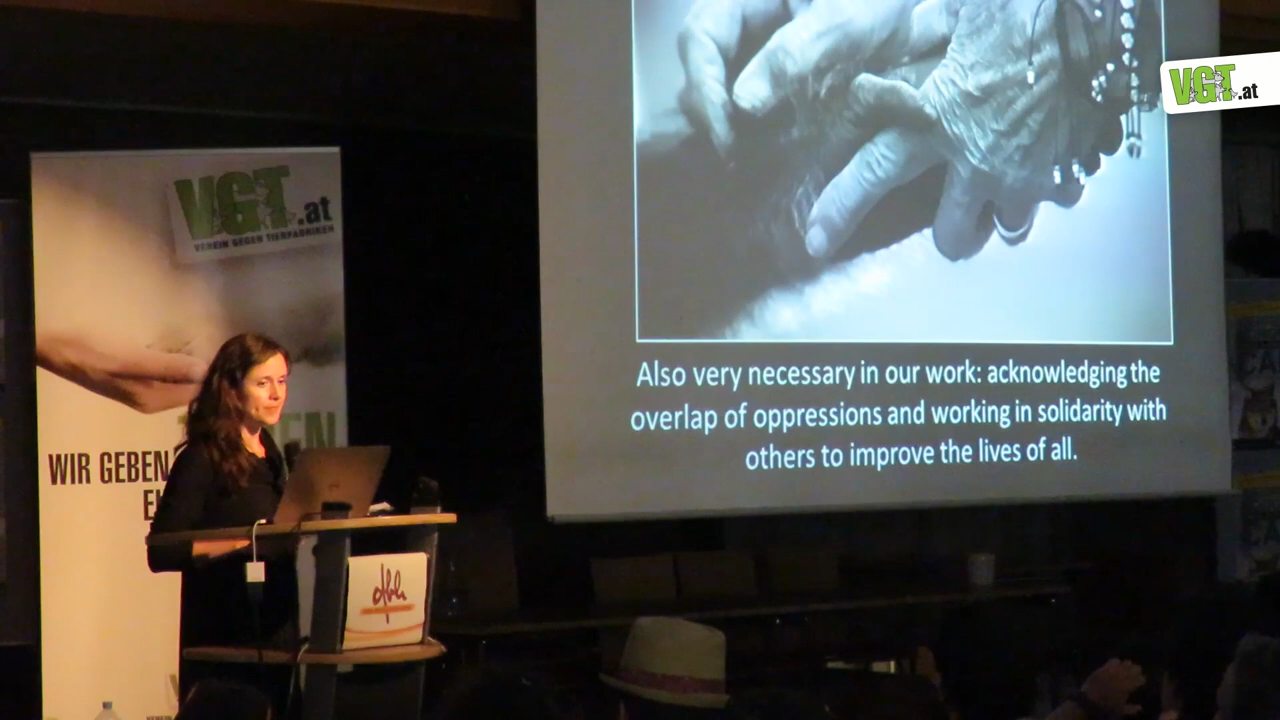 VGT.at
VGT.at
VEREIN GEGEN TIERFABRIKEN
WIR GEBEN
Also very necessary in our work: acknowledging the
overlap of oppressions and working in solidarity with
others to improve the lives of all.
dbh